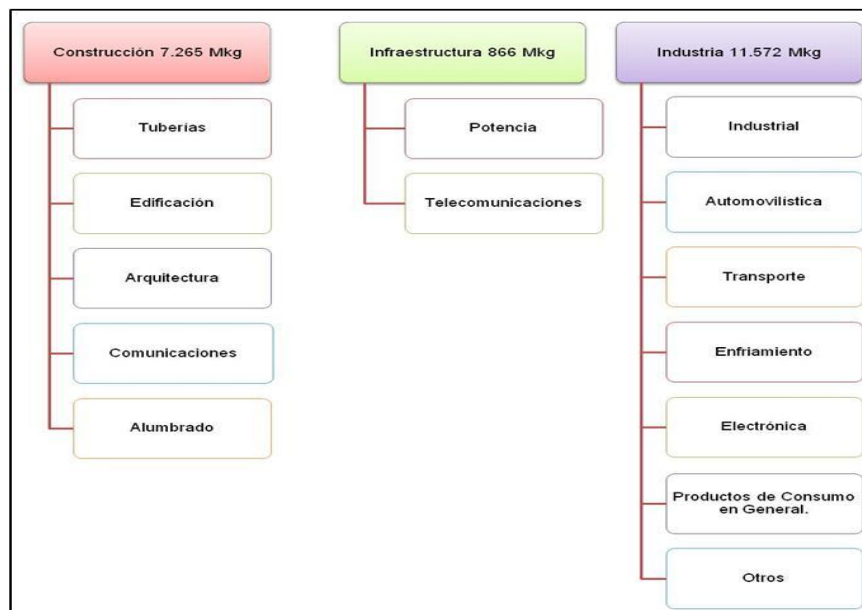 Construcción 7.265 Mkg
Tuberías
Edificación
Arquitectura
Comunicaciones
Alumbrado
Infraestructura 866 Mkg
Potencia
Telecomunicaciones
Industria 11.572 Mkg
Industrial
Automovilística
Transporte
Enfriamiento
Electrónica
Productos de Consumo
en General.
Otros